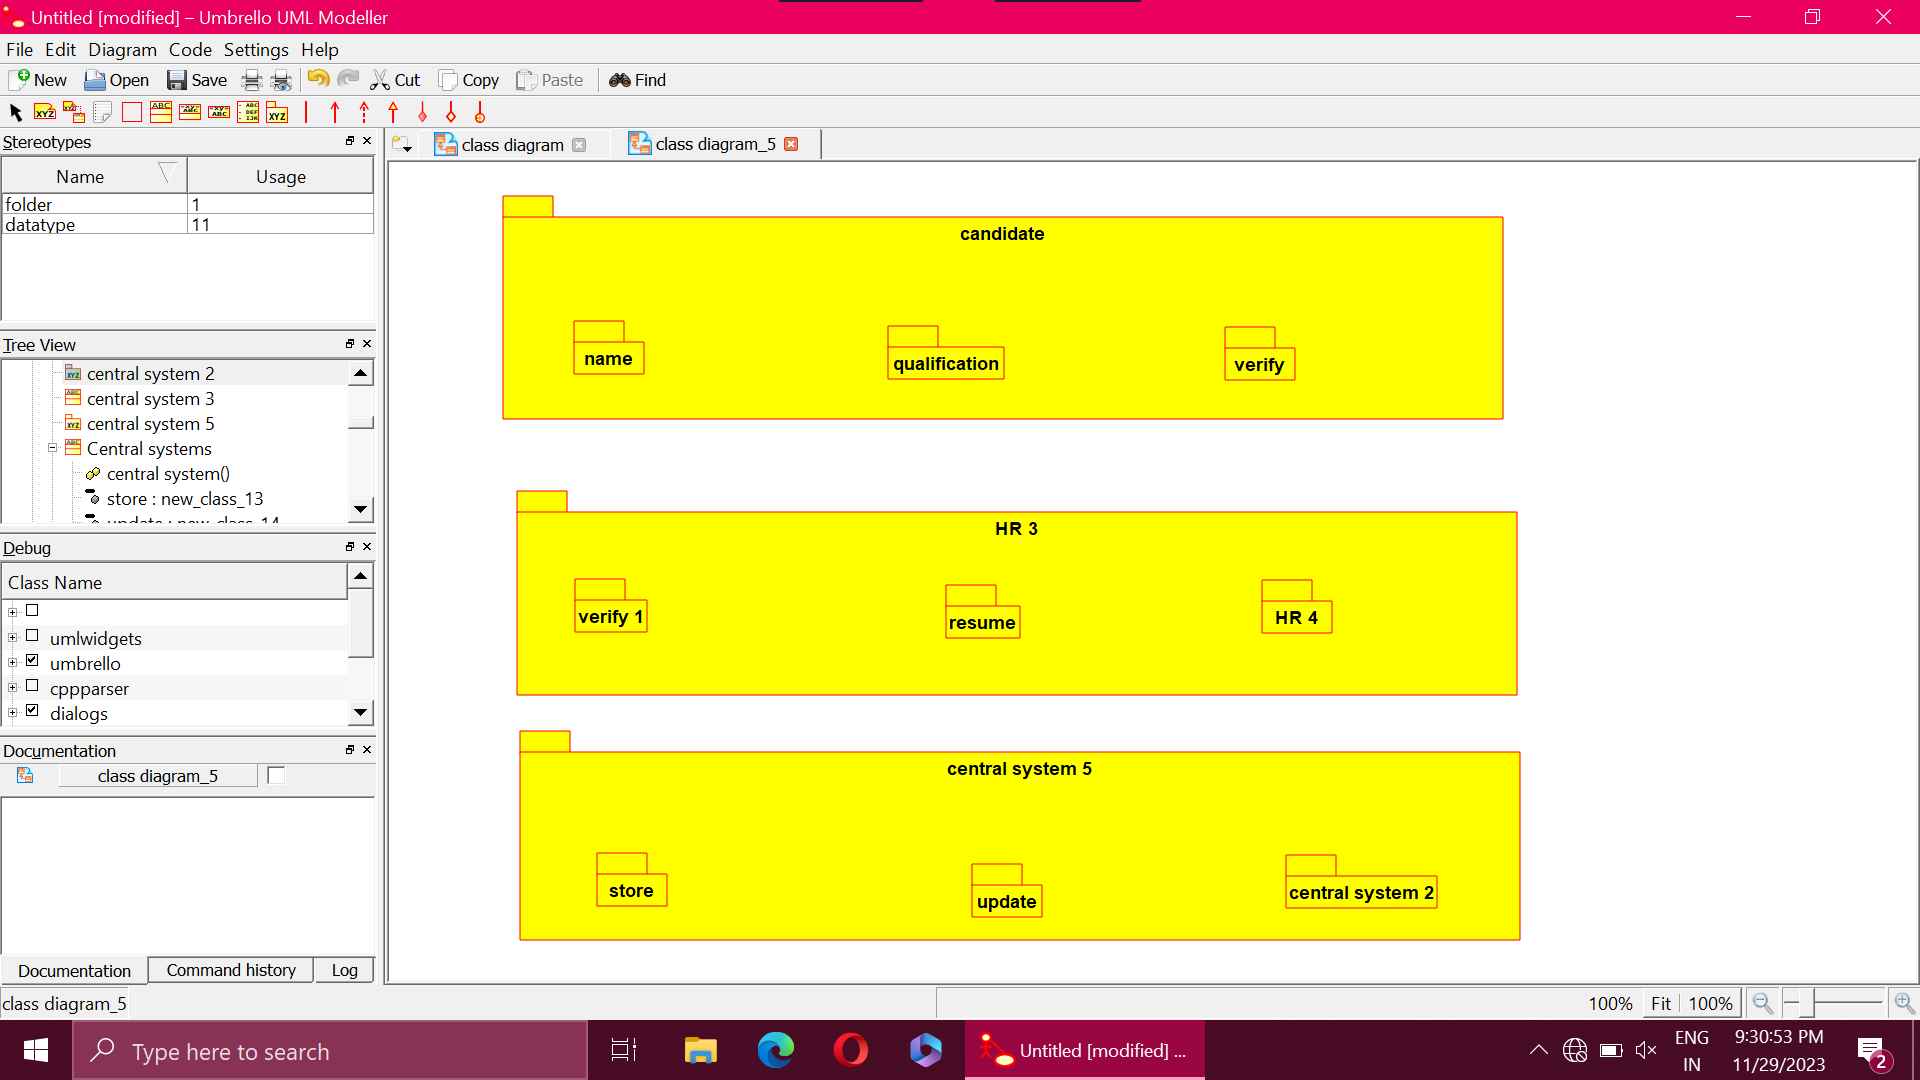 Untitled [modified] – Umbrello UML Modeller
File Edit Diagram Code Settings Help
New Open Save Cut Copy Paste Find
Stereotypes
Name Usage
folder 1
datatype 11
Tree View
central system 2
central system 3
central system 5
Central systems
central system()
store : new_class_13
update : new_class_14
Debug
Class Name
umlwidgets
umbrello
cppparser
dialogs
Documentation
class diagram_5
Documentation Command history Log
class diagram class diagram_5
candidate
name qualification verify
HR 3
verify 1 resume HR 4
central system 5
store update central system 2
class diagram_5 100% Fit 100%
Type here to search
Untitled [modified] ...
ENG
IN
9:30:53 PM
11/29/2023
2